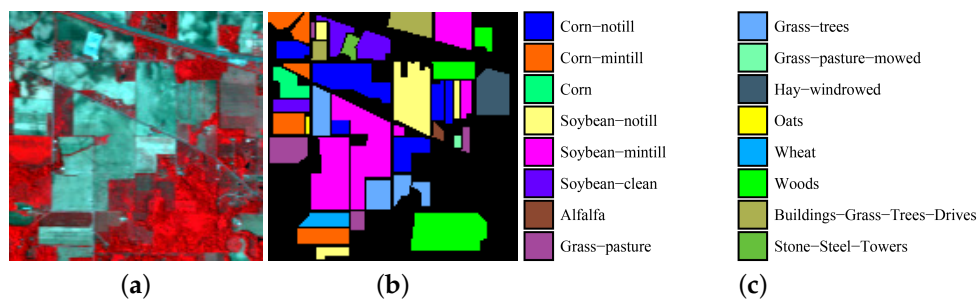 Corn-notill
Corn-mintill
Corn
Soybean-notill
Soybean-mintill
Soybean-clean
Alfalfa
Grass-pasture
Grass-trees
Grass-pasture-mowed
Hay-windrowed
Oats
Wheat
Woods
Buildings-Grass-Trees-Drives
Stone-Steel-Towers
(a)
(b)
(c)